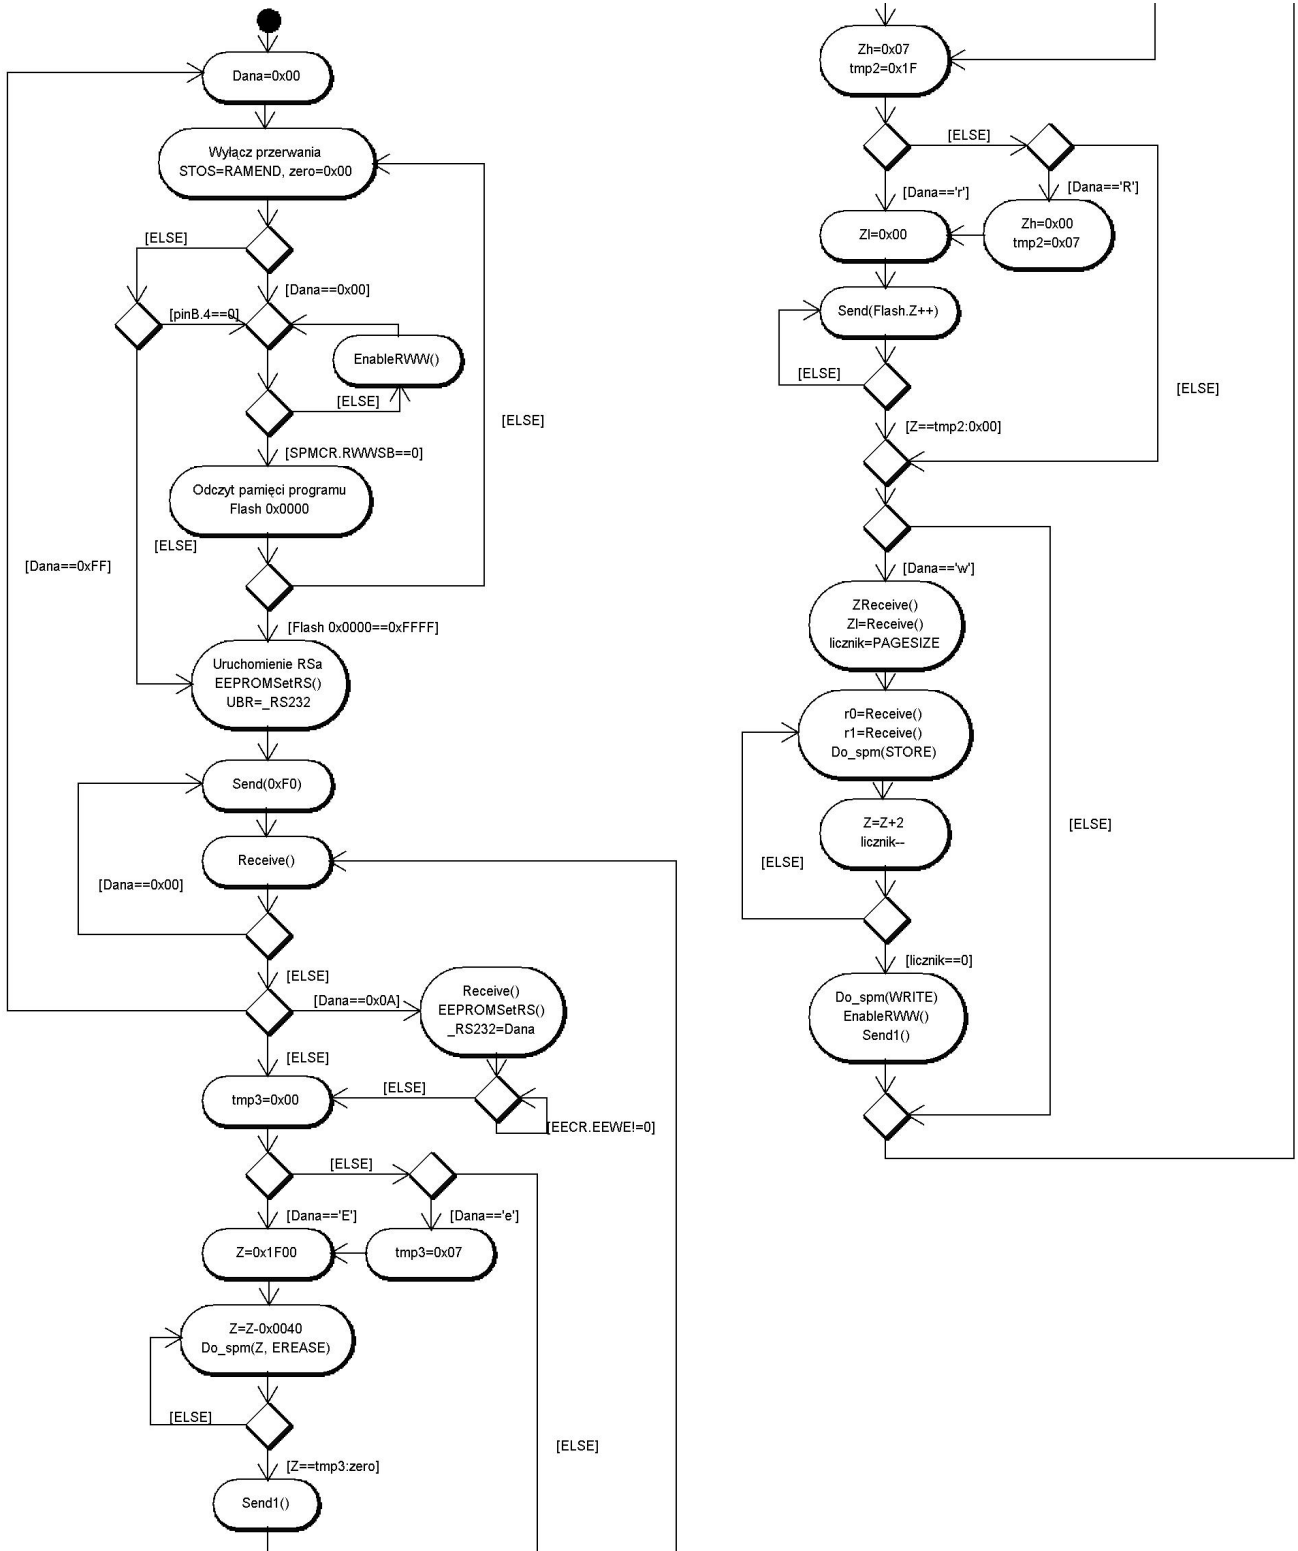 Dana=0x00
Wyłącz przerwania
STOS=RAMEND, zero=0x00
[ELSE]
[Dana==0x00]
[pinB.4==0]
EnableRWW()
[ELSE]
[ELSE]
[SPMCR.RWWSB==0]
Odczyt pamięci programu
Flash 0x0000
[ELSE]
[Dana==0xFF]
[Flash 0x0000==0xFFFF]
Uruchomienie RSa
EEPROMSetRS()
UBR=_RS232
Send(0xF0)
Receive()
[Dana==0x00]
[ELSE]
[Dana==0x0A]
Receive()
EEPROMSetRS()
_RS232=Dana
[ELSE]
[ELSE]
[EECR.EEWE!=0]
tmp3=0x00
[ELSE]
[Dana=='E']
[Dana=='e']
Z=0x1F00
tmp3=0x07
Z=Z-0x0040
Do_spm(Z, EREASE)
[ELSE]
[ELSE]
[Z==tmp3:zero]
Send1()
Zh=0x07
tmp2=0x1F
[ELSE]
[Dana=='r']
[Dana=='R']
Zl=0x00
Zh=0x00
tmp2=0x07
Send(Flash.Z++)
[ELSE]
[ELSE]
[Z==tmp2:0x00]
[Dana=='w']
ZReceive()
Zl=Receive()
licznik=PAGESIZE
r0=Receive()
r1=Receive()
Do_spm(STORE)
Z=Z+2
licznik--
[ELSE]
[ELSE]
[licznik==0]
Do_spm(WRITE)
EnableRWW()
Send1()